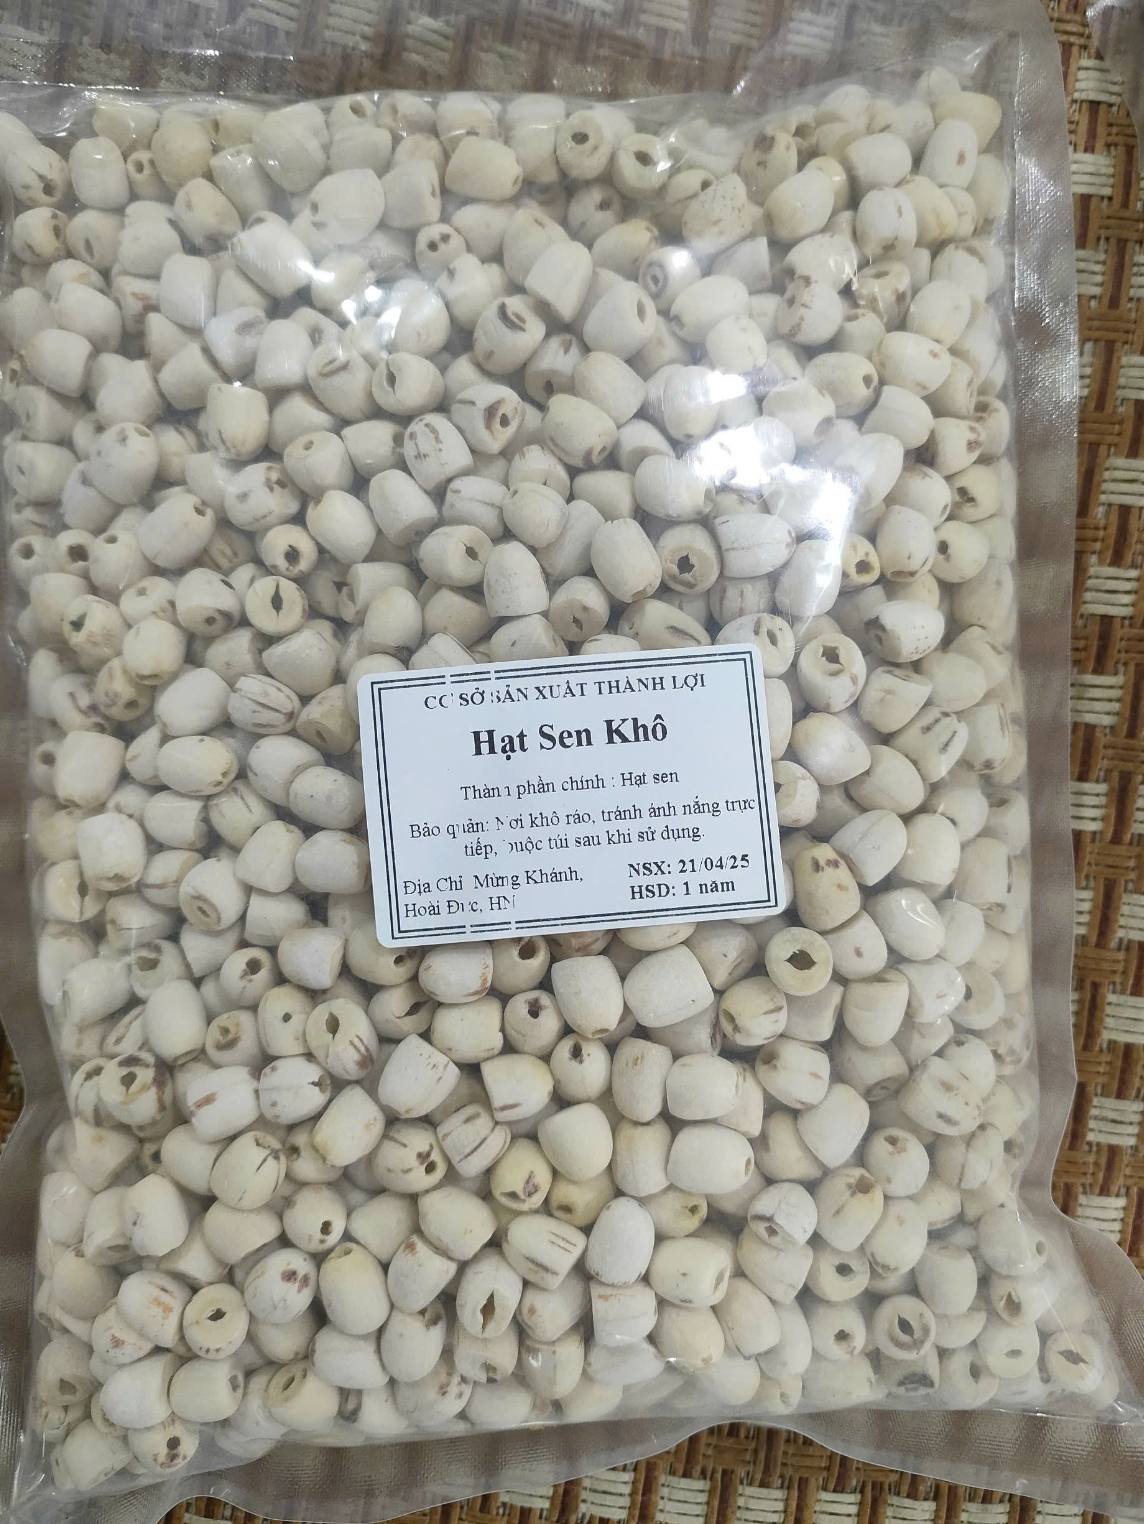 CƠ SỞ SẢN XUẤT THÀNH LỢI
Hạt Sen Khô
Thành phần chính : Hạt sen
Bảo quản: Nơi khô ráo, tránh ánh nắng trực
tiếp, buộc túi sau khi sử dụng.
Địa Chỉ Mừng Khánh,
Hoài Đức, HN
NSX: 21/04/25
HSD: 1 năm